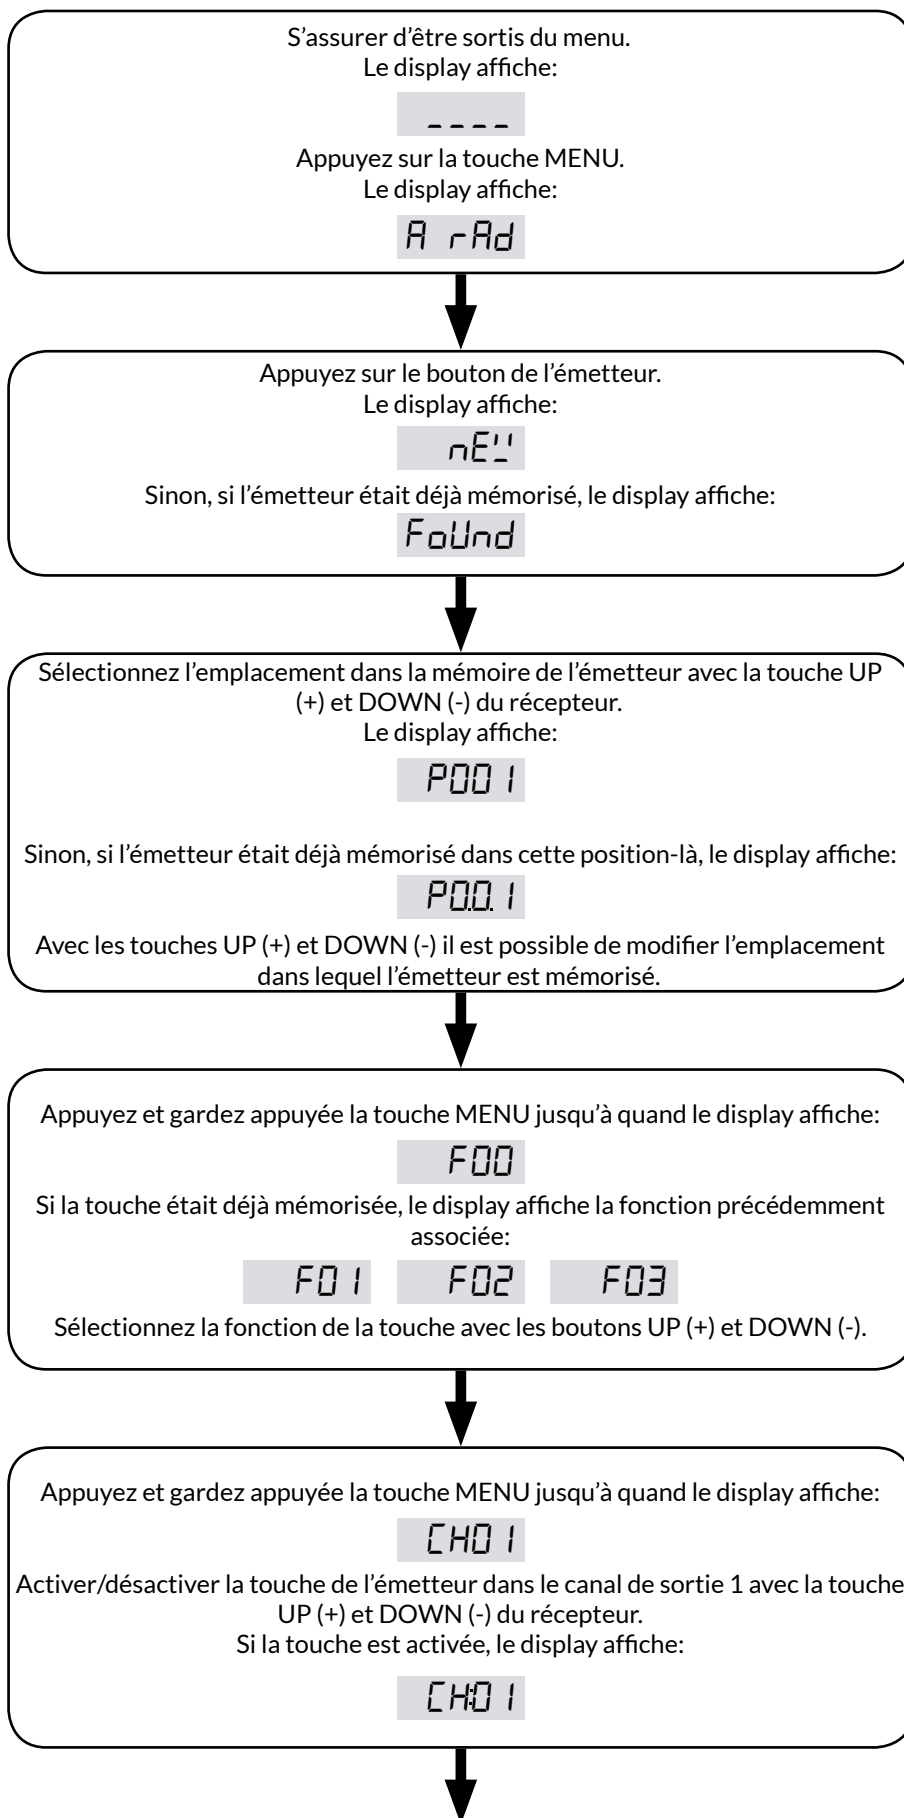 S’assurer d’être sortis du menu.
Le display affiche:
_ _ _ _
Appuyez sur la touche MENU.
Le display affiche:
A rAd
Appuyez sur le bouton de l’émetteur.
Le display affiche:
nEW
Sinon, si l’émetteur était déjà mémorisé, le display affiche:
FoUnd
Sélectionnez l’emplacement dans la mémoire de l’émetteur avec la touche UP
(+) et DOWN (-) du récepteur.
Le display affiche:
P001
Sinon, si l’émetteur était déjà mémorisé dans cette position-là, le display affiche:
P0.0.1
Avec les touches UP (+) et DOWN (-) il est possible de modifier l’emplacement
dans lequel l’émetteur est mémorisé.
Appuyez et gardez appuyée la touche MENU jusqu’à quand le display affiche:
F00
Si la touche était déjà mémorisée, le display affiche la fonction précédemment
associée:
F01 F02 F03
Sélectionnez la fonction de la touche avec les boutons UP (+) et DOWN (-).
Appuyez et gardez appuyée la touche MENU jusqu’à quand le display affiche:
CH01
Activer/désactiver la touche de l’émetteur dans le canal de sortie 1 avec la touche
UP (+) et DOWN (-) du récepteur.
Si la touche est activée, le display affiche:
CH:01